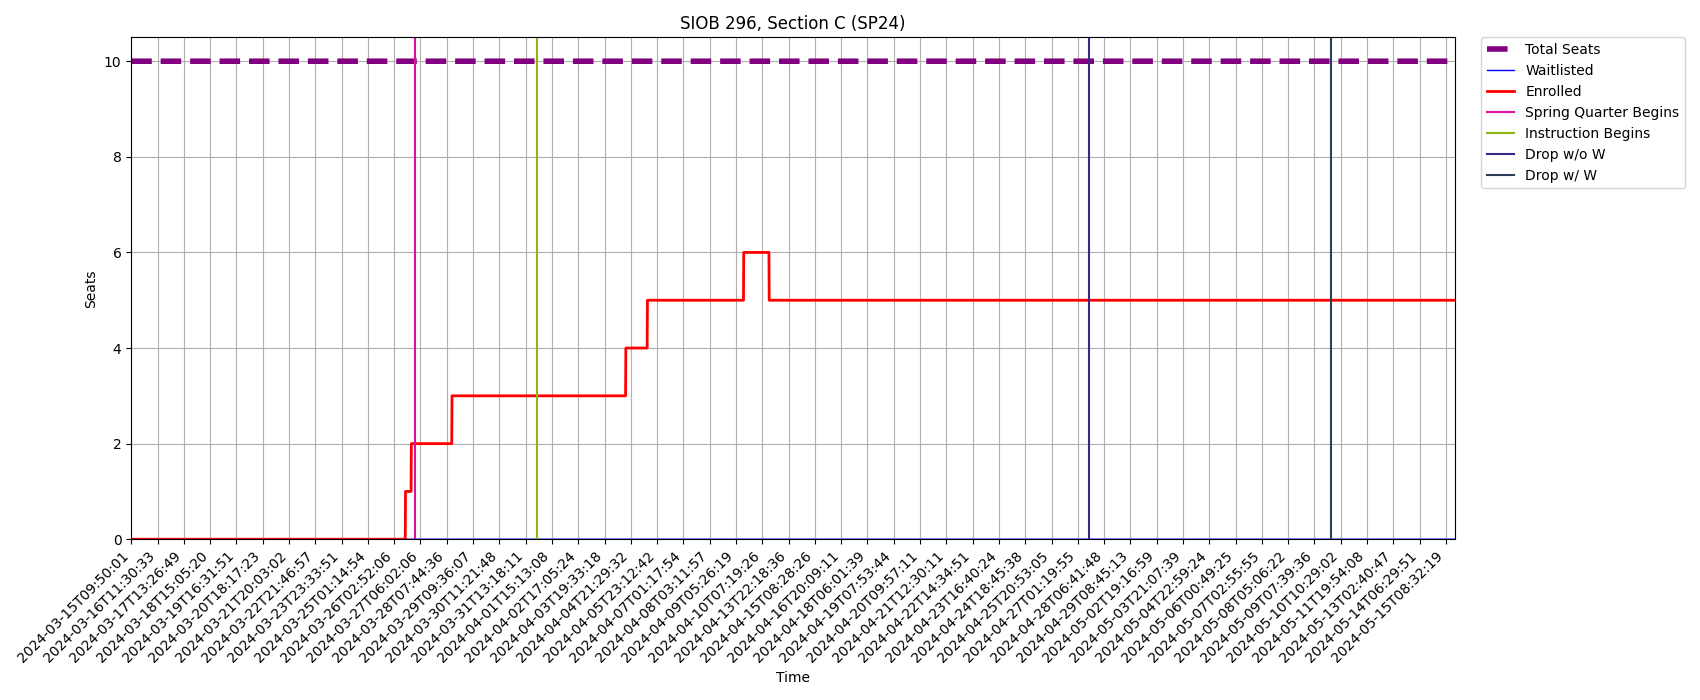 SIOB 296, Section C (SP24)
Total Seats
Waitlisted
Enrolled
Spring Quarter Begins
Instruction Begins
Drop w/o W
Drop w/ W
Seats
10
8
6
4
2
0
2024-03-15T09:50:01
2024-03-16T11:30:33
2024-03-17T13:26:49
2024-03-18T15:05:20
2024-03-19T16:31:51
2024-03-20T18:17:23
2024-03-21T20:03:02
2024-03-22T21:46:57
2024-03-23T23:33:51
2024-03-25T01:14:54
2024-03-26T02:52:06
2024-03-27T06:02:06
2024-03-28T07:44:36
2024-03-29T09:36:07
2024-03-30T11:21:48
2024-03-31T13:18:11
2024-04-01T15:13:08
2024-04-02T17:05:24
2024-04-03T19:33:18
2024-04-04T21:29:32
2024-04-05T23:12:42
2024-04-07T01:17:54
2024-04-08T03:11:57
2024-04-09T05:26:19
2024-04-10T07:19:26
2024-04-13T22:18:36
2024-04-15T08:28:26
2024-04-16T20:09:11
2024-04-18T06:01:39
2024-04-19T07:53:44
2024-04-20T09:57:11
2024-04-21T12:30:11
2024-04-22T14:34:51
2024-04-23T16:40:24
2024-04-24T18:45:38
2024-04-25T20:53:05
2024-04-27T01:19:55
2024-04-28T06:41:48
2024-04-29T08:45:13
2024-05-02T19:16:59
2024-05-03T21:07:39
2024-05-04T22:59:24
2024-05-06T00:49:25
2024-05-07T02:55:55
2024-05-08T05:06:22
2024-05-09T07:39:36
2024-05-10T10:29:02
2024-05-11T19:54:08
2024-05-13T02:40:47
2024-05-14T06:29:51
2024-05-15T08:32:19
Time